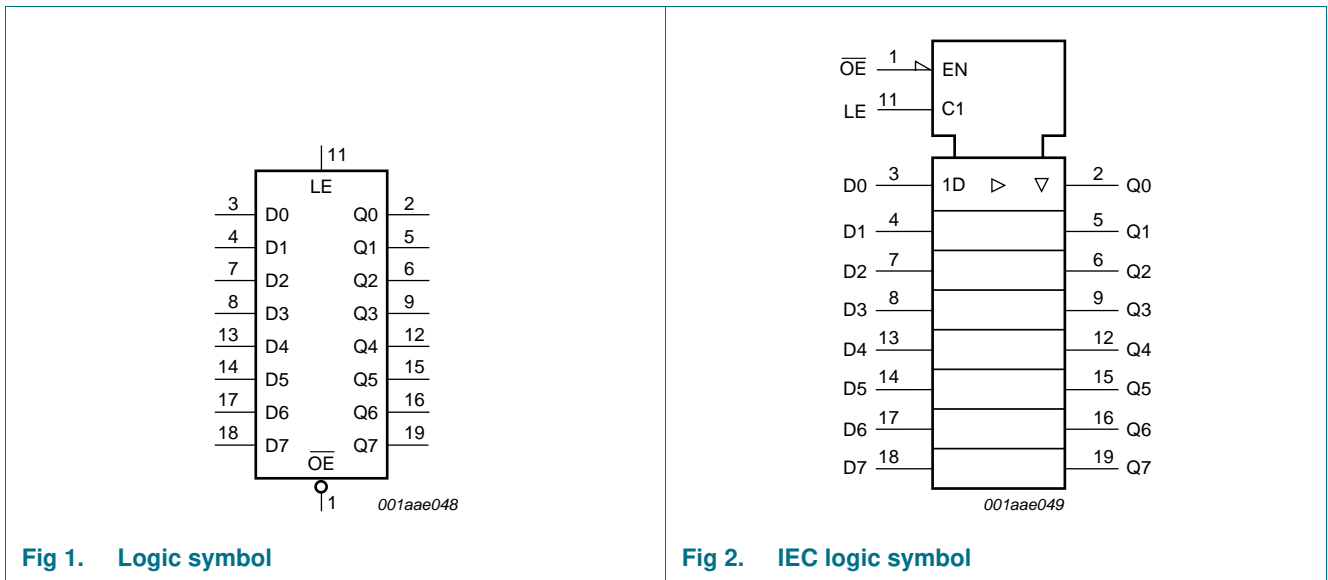 11
LE
3 D0 Q0 2
4 D1 Q1 5
7 D2 Q2 6
8 D3 Q3 9
13 D4 Q4 12
14 D5 Q5 15
17 D6 Q6 16
18 D7 Q7 19
O̅E̅
1
001aae048
Fig 1. Logic symbol
O̅E̅ 1 EN
LE 11 C1
D0 3 1D 2 Q0
D1 4 5 Q1
D2 7 6 Q2
D3 8 9 Q3
D4 13 12 Q4
D5 14 15 Q5
D6 17 16 Q6
D7 18 19 Q7
001aae049
Fig 2. IEC logic symbol